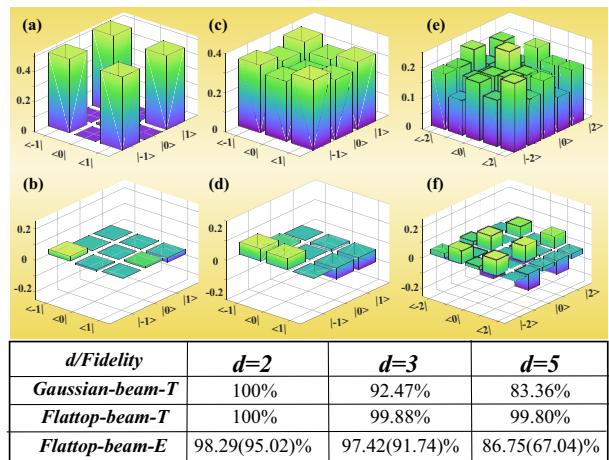 (a) (c) (e)
0.4 0.4 0.2
0.2 0.2 0.1
0 0 0
<-1| <0| <1| |-1> |0> |1> <-1| <0| <1| |-1> |0> |1> <-2| <0| <2| |-2> |0> |2>
(b) (d) (f)
0.2 0.2 0.2
0 0 0
-0.2 -0.2 -0.2
<-1| <0| <1| |-1> |0> |1> <-1| <0| <1| |-1> |0> |1> <-2| <0| <2| |-2> |0> |2>
d/Fidelity d=2 d=3 d=5
Gaussian-beam-T 100% 92.47% 83.36%
Flattop-beam-T 100% 99.88% 99.80%
Flattop-beam-E 98.29(95.02)% 97.42(91.74)% 86.75(67.04)%